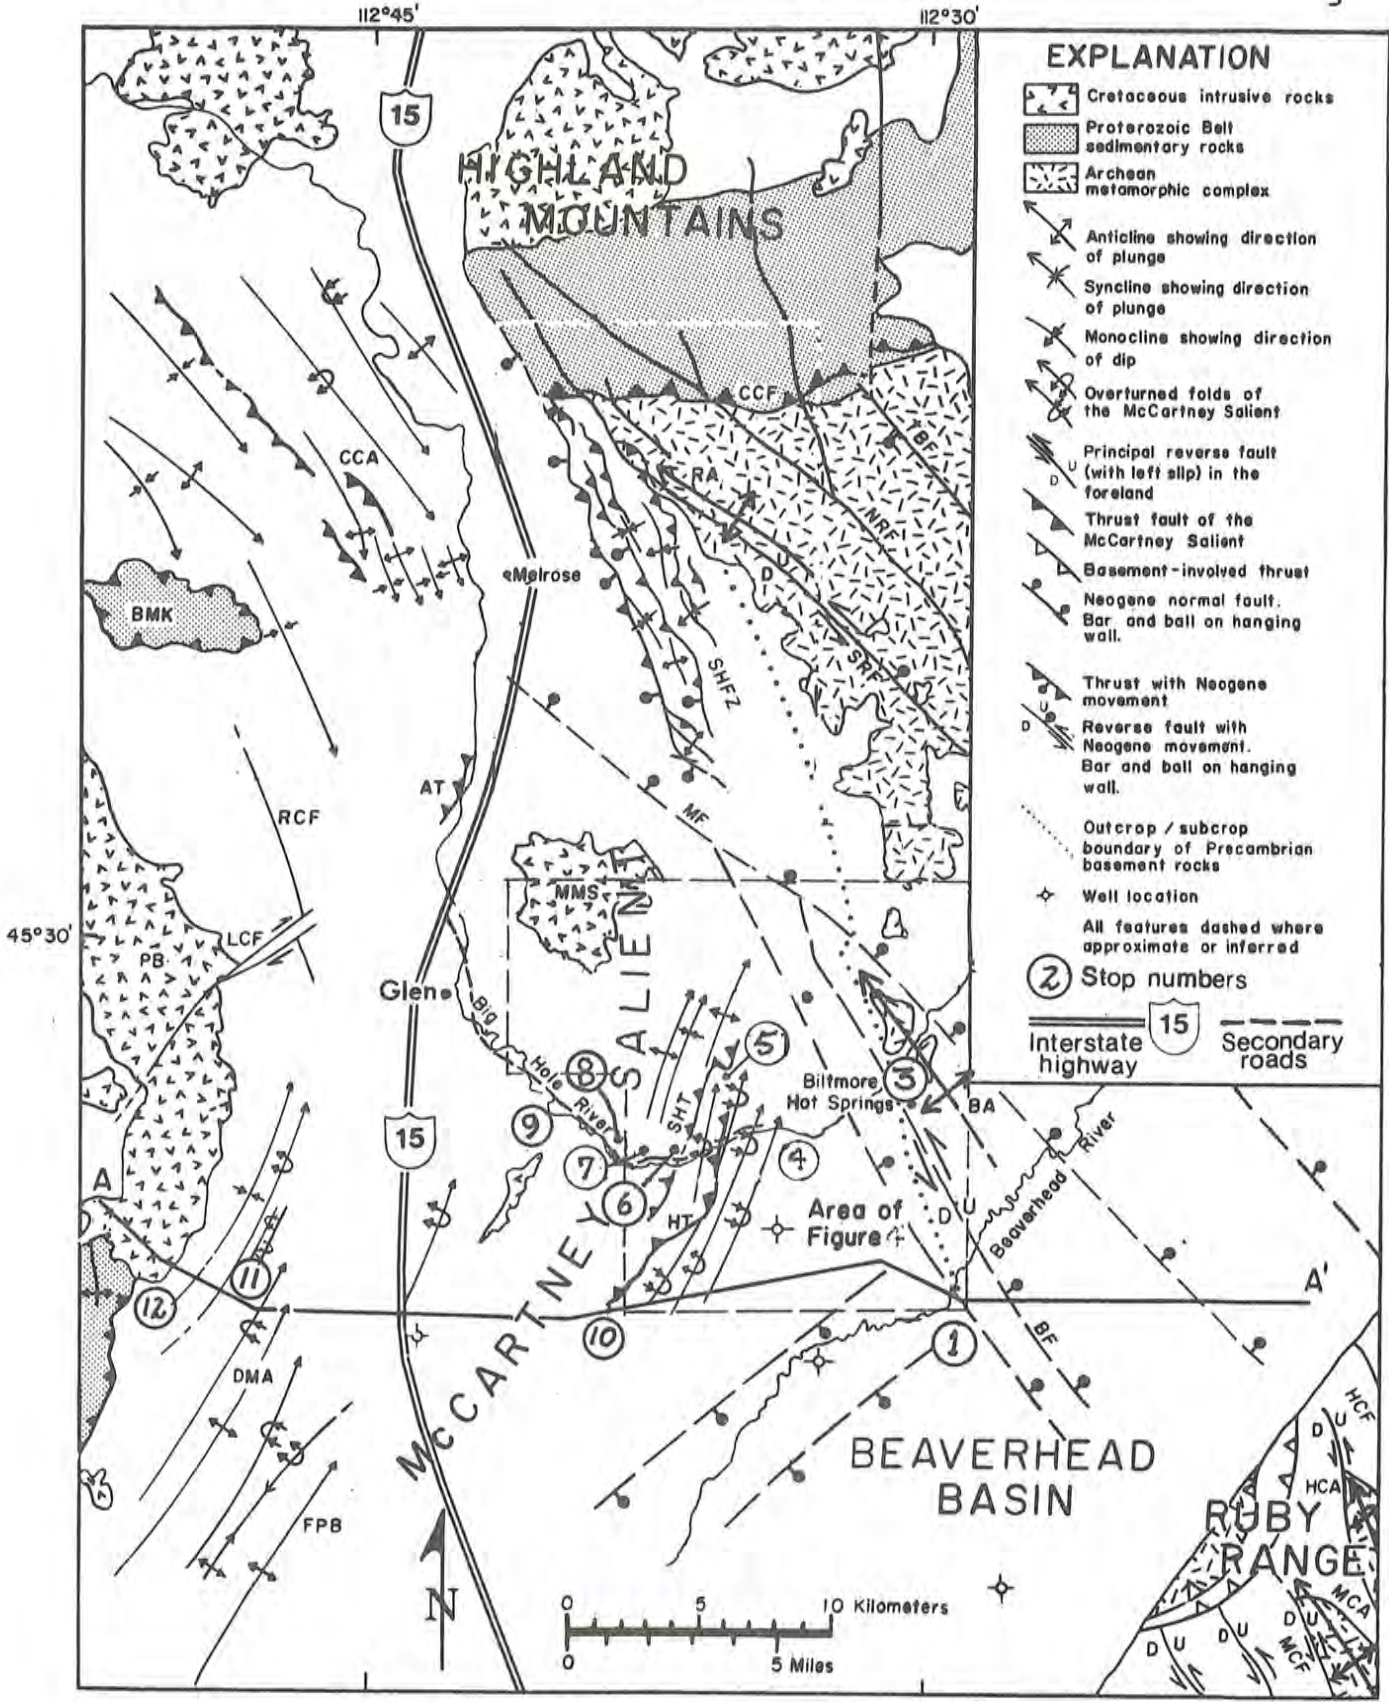 112°45'
112°30'
15
HIGHLAND
MOUNTAINS
CCF
BF
RA
NRF
CCA
Melrose
U
D
BMK
SHFZ
SRF
AT
RCF
MF
MMS
45°30'
LCF
PB
Glen
Big
Hole
River
8
5
Biltmore
Hot Springs
3
BA
SHT
9
15
7
4
River
Beaverhead
A
6
HT
Area of
Figure 4
D
U
McCARTNEY SALIENT
11
12
A'
10
1
BF
DMA
BEAVERHEAD
BASIN
FPB
HCF
D
U
HCA
RUBY
RANGE
MCA
N
0 5 10 Kilometers
0 5 Miles
D U
D U
D U
MCF
EXPLANATION
Cretaceous intrusive rocks
Proterozoic Belt
sedimentary rocks
Archean
metamorphic complex
Anticline showing direction
of plunge
Syncline showing direction
of plunge
Monocline showing direction
of dip
Overturned folds of
the McCartney Salient
Principal reverse fault
U
(with left slip) in the
D
foreland
Thrust fault of the
McCartney Salient
Basement-involved thrust
Neogene normal fault.
Bar and ball on hanging
wall.
Thrust with Neogene
movement
U
D
Reverse fault with
Neogene movement.
Bar and ball on hanging
wall.
Outcrop / subcrop
boundary of Precambrian
basement rocks
Well location
All features dashed where
approximate or inferred
2 Stop numbers
15
Interstate
highway
Secondary
roads